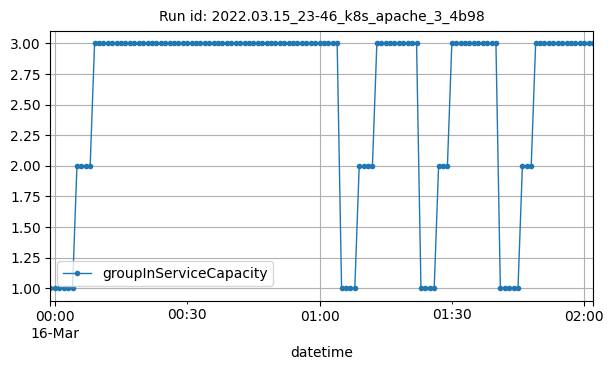 Run id: 2022.03.15_23-46_k8s_apache_3_4b98
3.00
2.75
2.50
2.25
2.00
1.75
1.50
1.25
1.00
groupInServiceCapacity
00:00 00:30 01:00 01:30 02:00
16-Mar
datetime